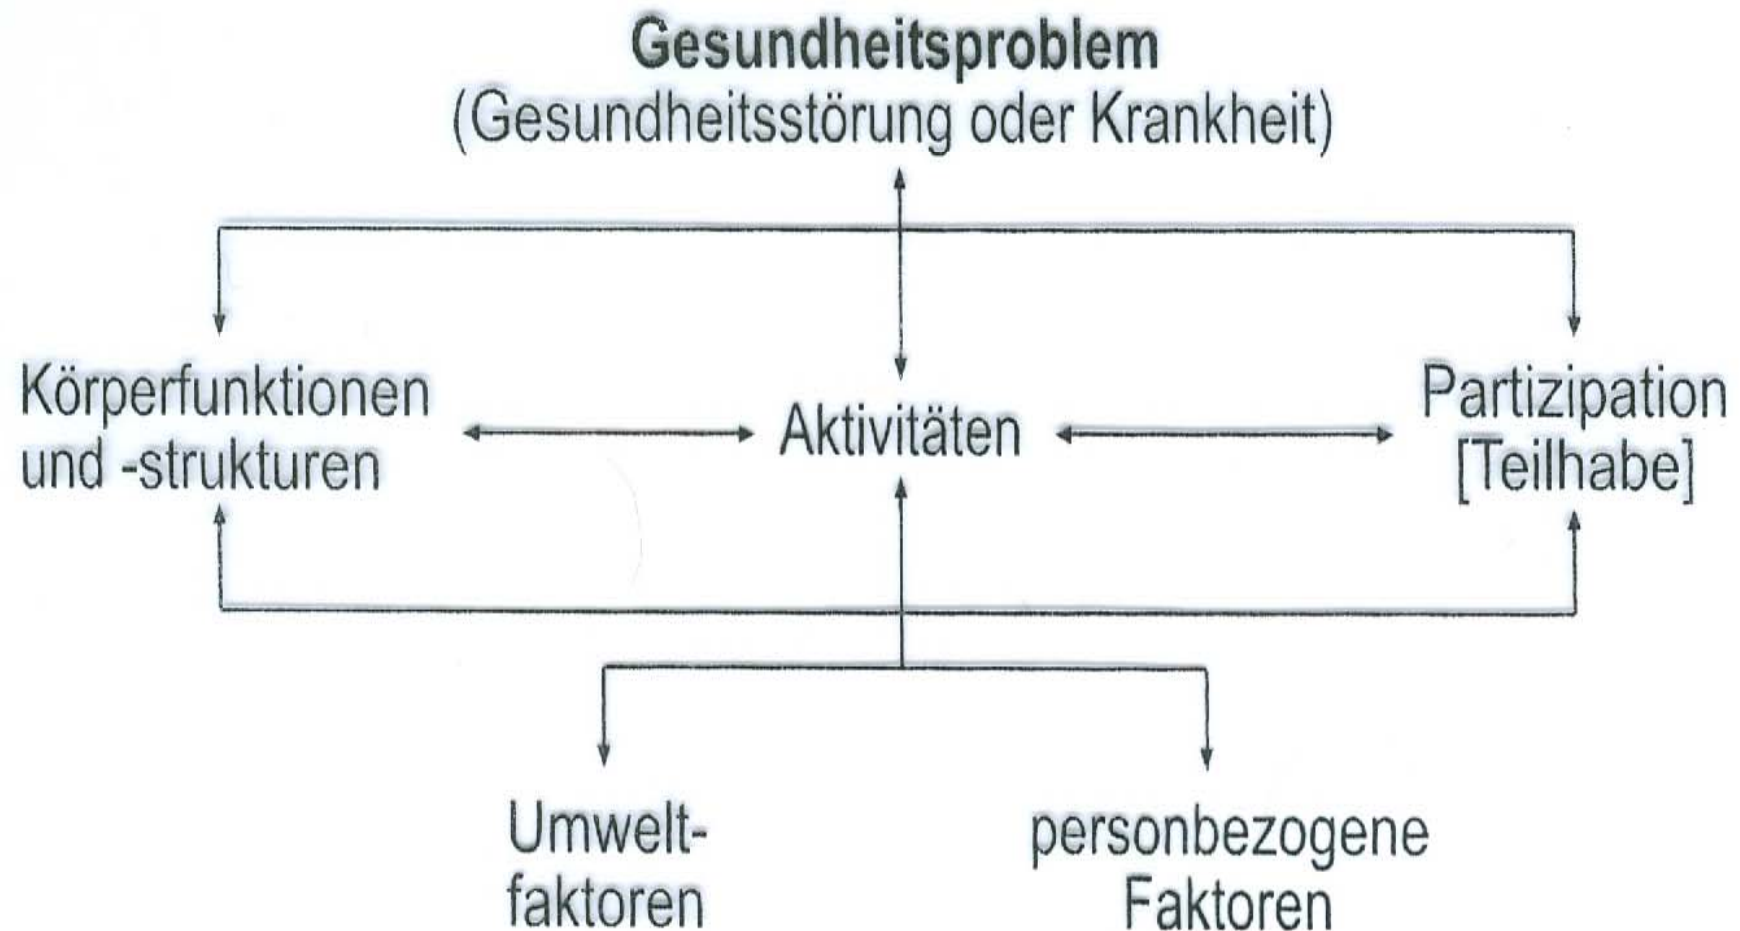 Gesundheitsproblem
(Gesundheitsstörung oder Krankheit)
Körperfunktionen
und -strukturen
Aktivitäten
Partizipation
[Teilhabe]
Umwelt-
faktoren
personbezogene
Faktoren